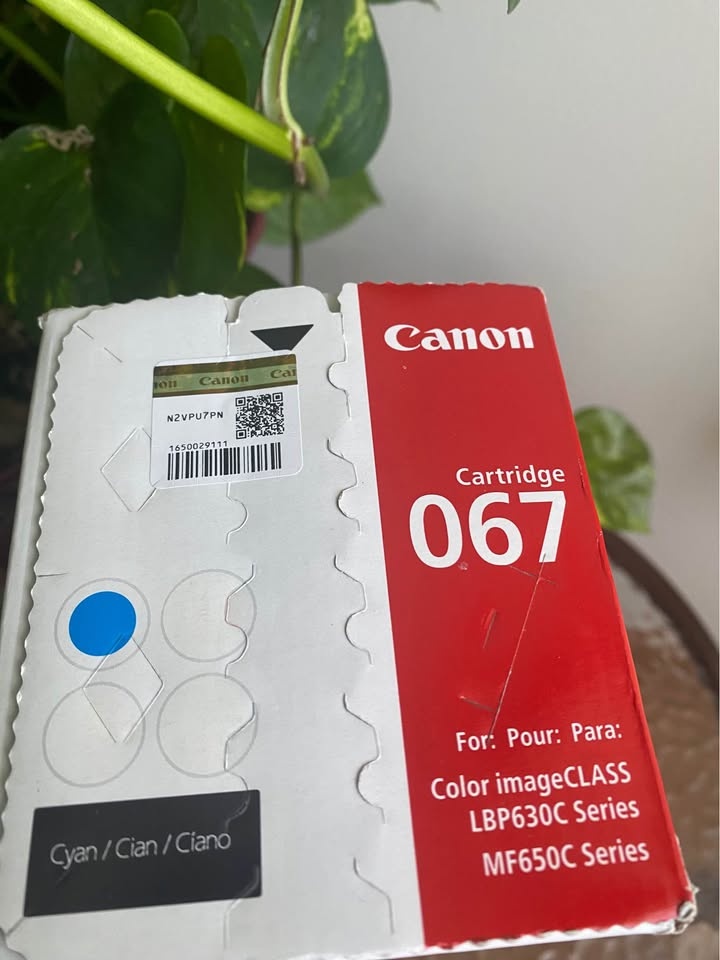 Canon
Canon
N2VPU7PN
1650029111
Cartridge
067
For: Pour: Para:
Color imageCLASS
LBP630C Series
MF650C Series
Cyan / Cian / Ciano